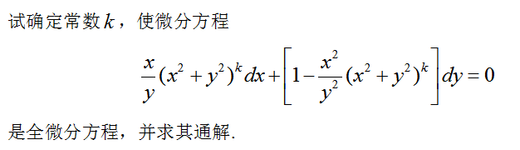 试确定常数k，使微分方程
x/y (x² + y²)^k dx + [1 − x²/y² (x² + y²)^k] dy = 0
是全微分方程，并求其通解.